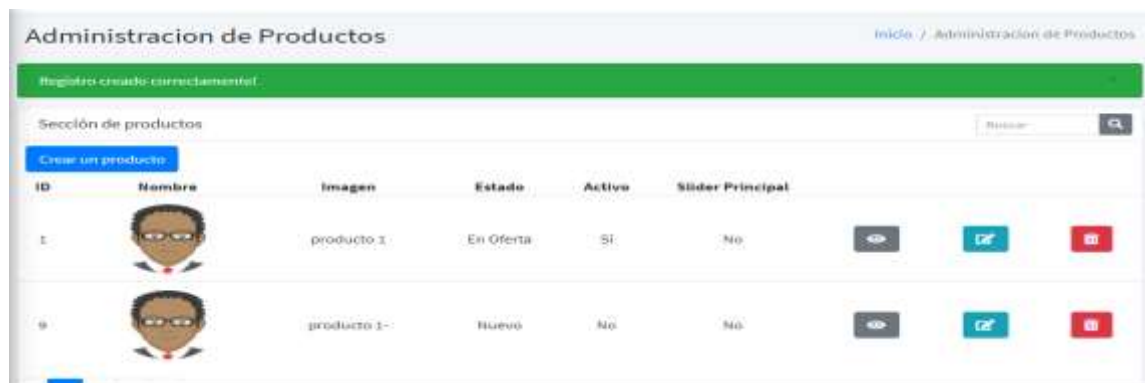 Administracion de Productos
Inicio / Administracion de Productos
Registro creado correctamente!
Sección de productos
Buscar
Crear un producto
ID Nombre Imagen Estado Activo Slider Principal
1 producto 1 En Oferta Si No
9 producto 1- Nuevo No No